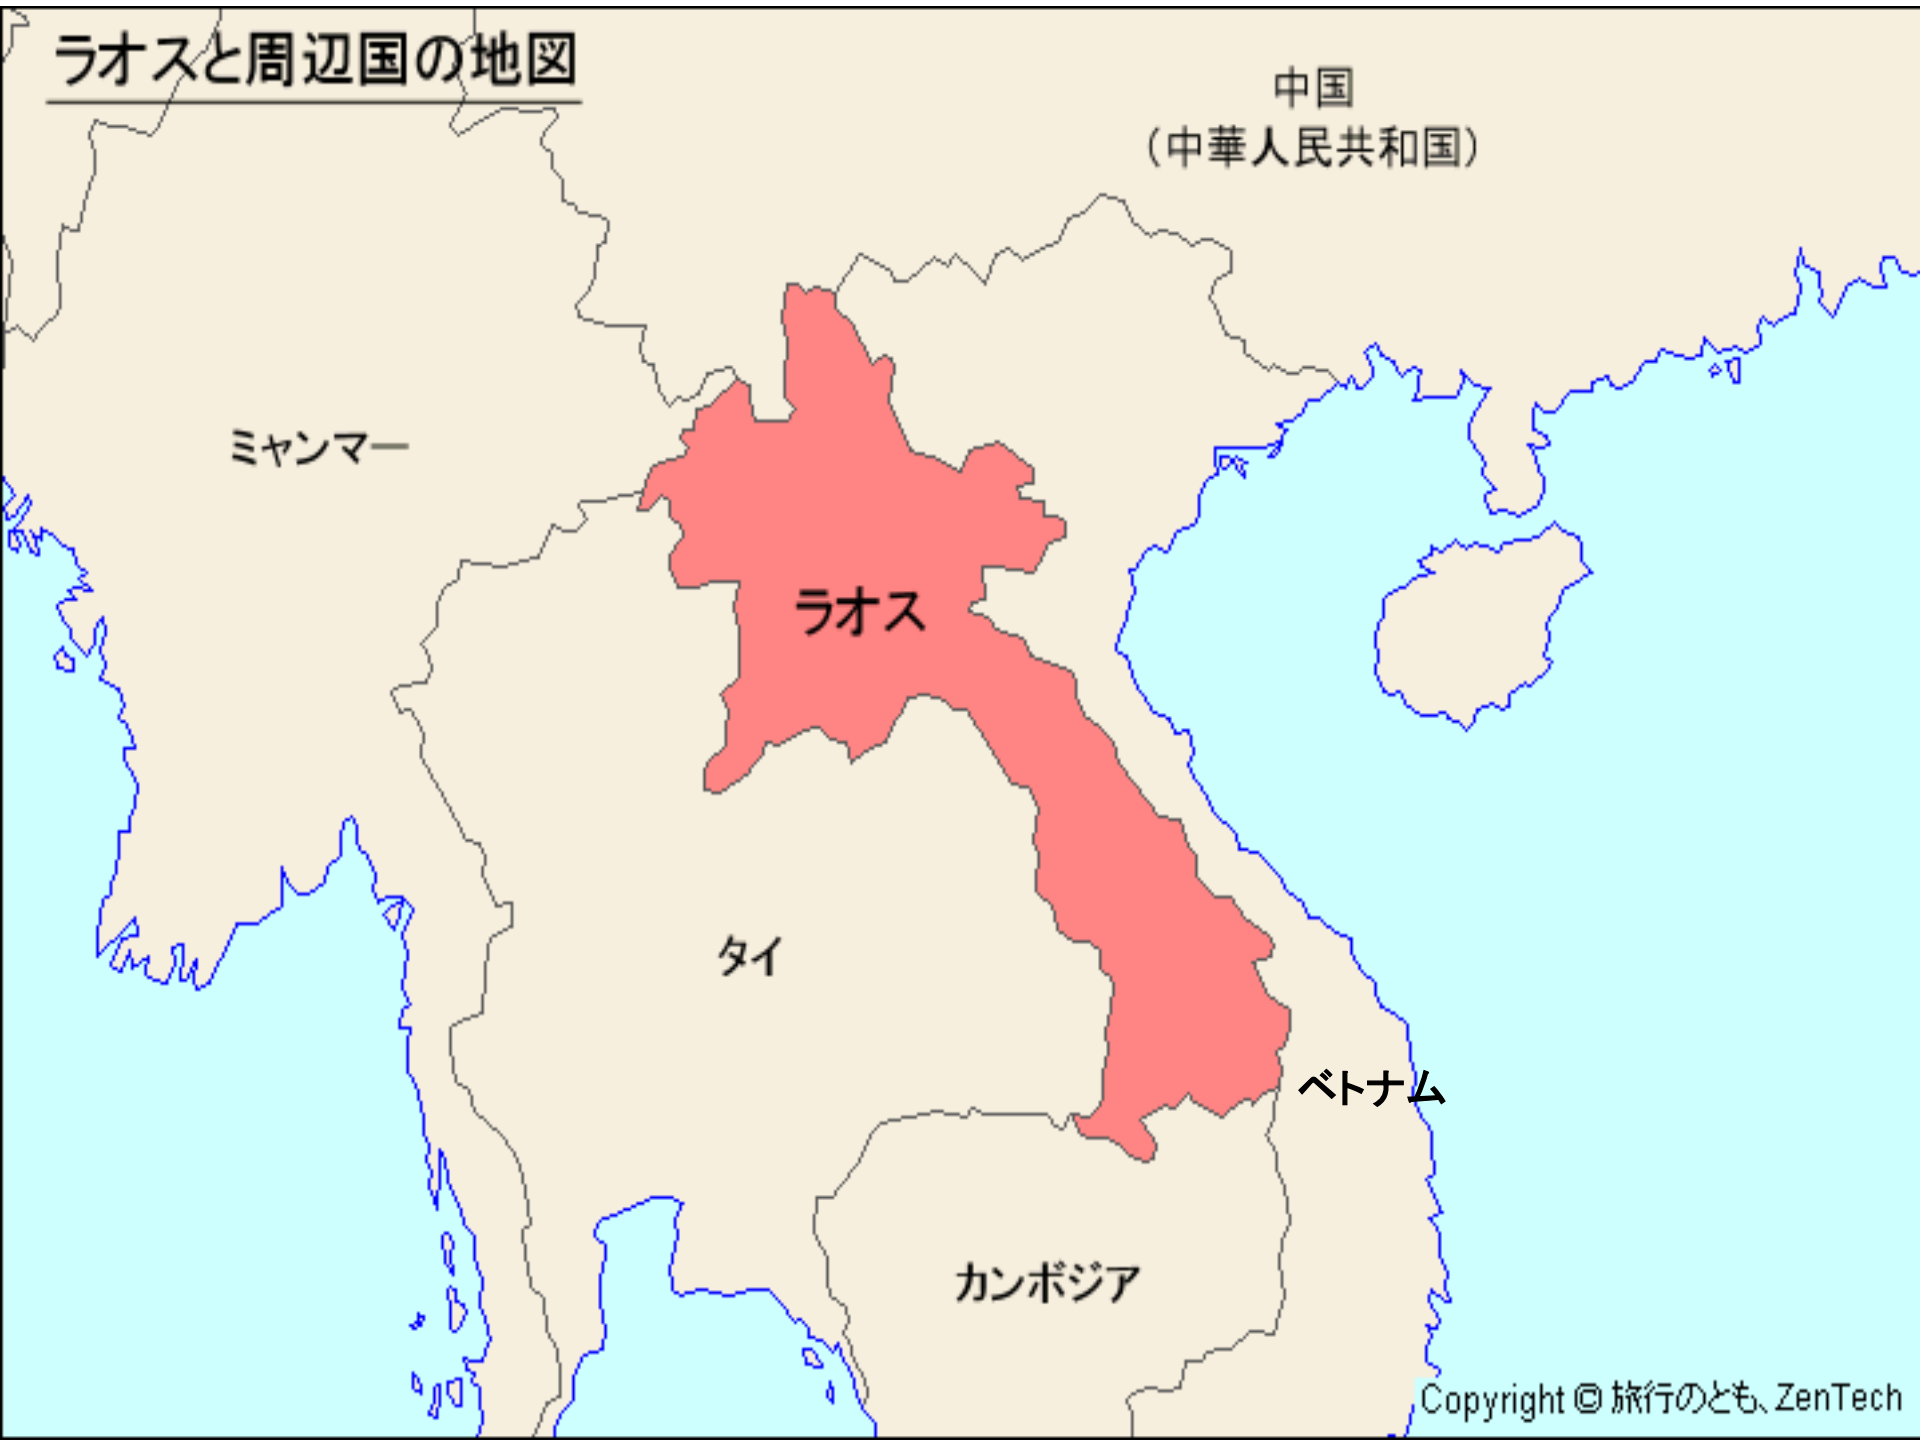 ラオスと周辺国の地図
中国
（中華人民共和国）
ミャンマー
ラオス
タイ
ベトナム
カンボジア
Copyright © 旅行のとも、ZenTech